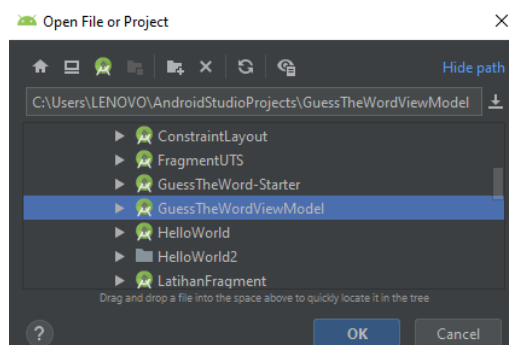 Open File or Project
Hide path
C:\Users\LENOVO\AndroidStudioProjects\GuessTheWordViewModel
ConstraintLayout
FragmentUTS
GuessTheWord-Starter
GuessTheWordViewModel
HelloWorld
HelloWorld2
LatihanFragment
Drag and drop a file into the space above to quickly locate it in the tree
?
OK
Cancel